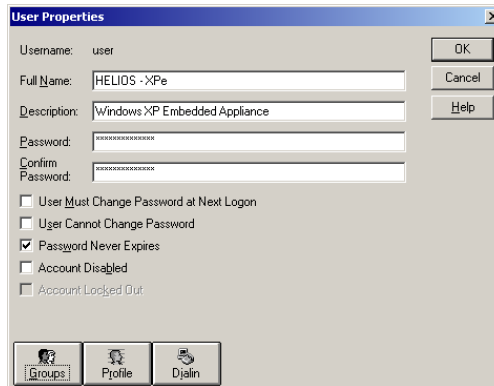 User Properties
Username: user
OK
Full Name: HELIOS - XPe
Cancel
Description: Windows XP Embedded Appliance
Help
Password: **************
Confirm
Password: **************
User Must Change Password at Next Logon
User Cannot Change Password
Password Never Expires
Account Disabled
Account Locked Out
Groups Profile Dialin